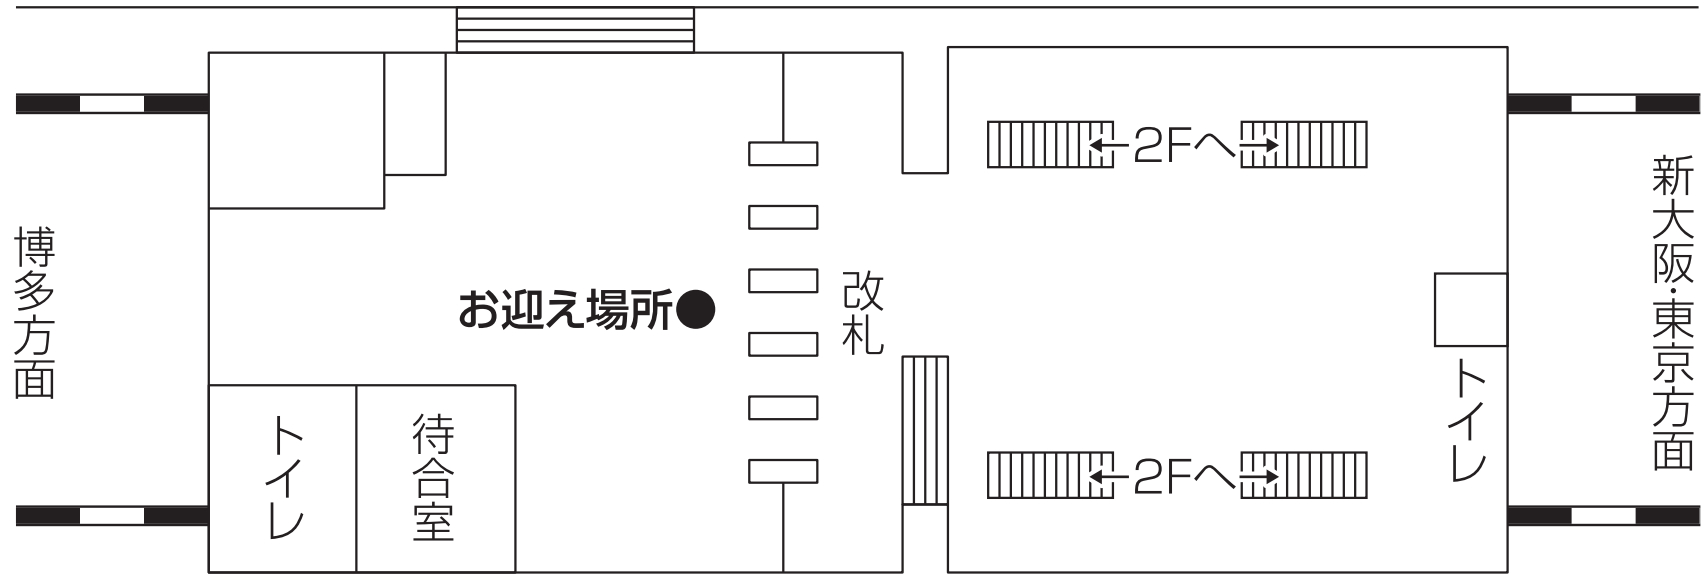 博多方面
トイレ
待合室
お迎え場所●
改札
2Fへ
2Fへ
トイレ
新大阪・東京方面